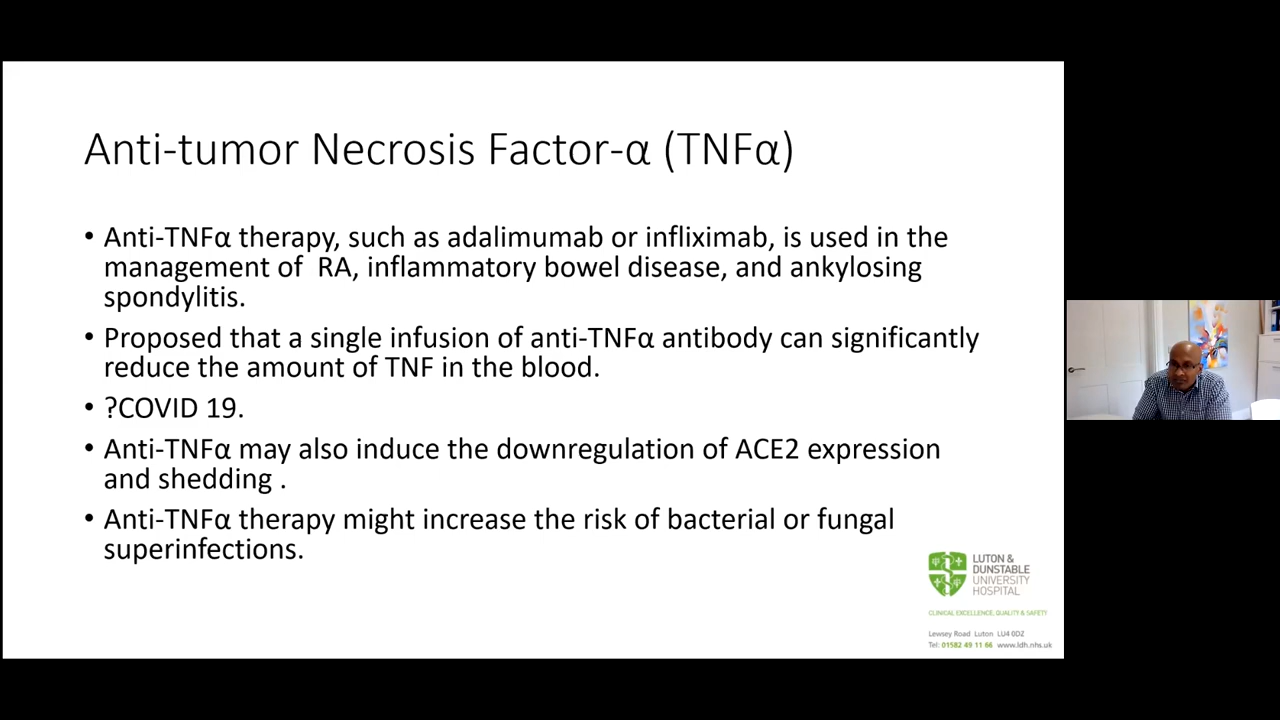 Anti-tumor Necrosis Factor-α (TNFα)
• Anti-TNFα therapy, such as adalimumab or infliximab, is used in the
management of  RA, inflammatory bowel disease, and ankylosing
spondylitis.
• Proposed that a single infusion of anti-TNFα antibody can significantly
reduce the amount of TNF in the blood.
• ?COVID 19.
• Anti-TNFα may also induce the downregulation of ACE2 expression
and shedding .
• Anti-TNFα therapy might increase the risk of bacterial or fungal
superinfections.
LUTON &
DUNSTABLE
UNIVERSITY
HOSPITAL
CLINICAL EXCELLENCE, QUALITY & SAFETY
Lewsey Road Luton LU4 0DZ
Tel: 01582 49 11 66 www.ldh.nhs.uk